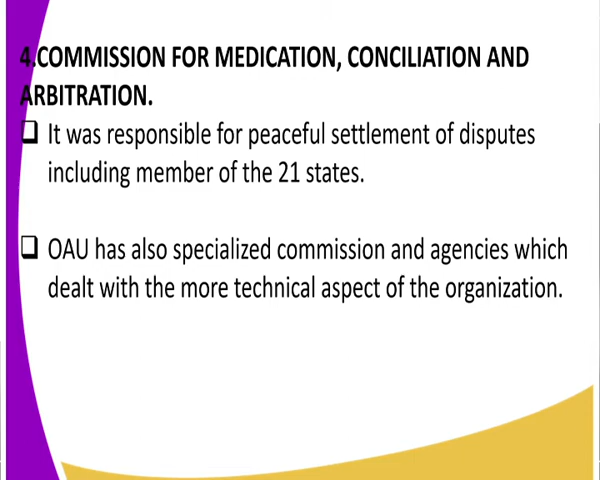 4.COMMISSION FOR MEDICATION, CONCILIATION AND
ARBITRATION.
❑ It was responsible for peaceful settlement of disputes
including member of the 21 states.
❑ OAU has also specialized commission and agencies which
dealt with the more technical aspect of the organization.